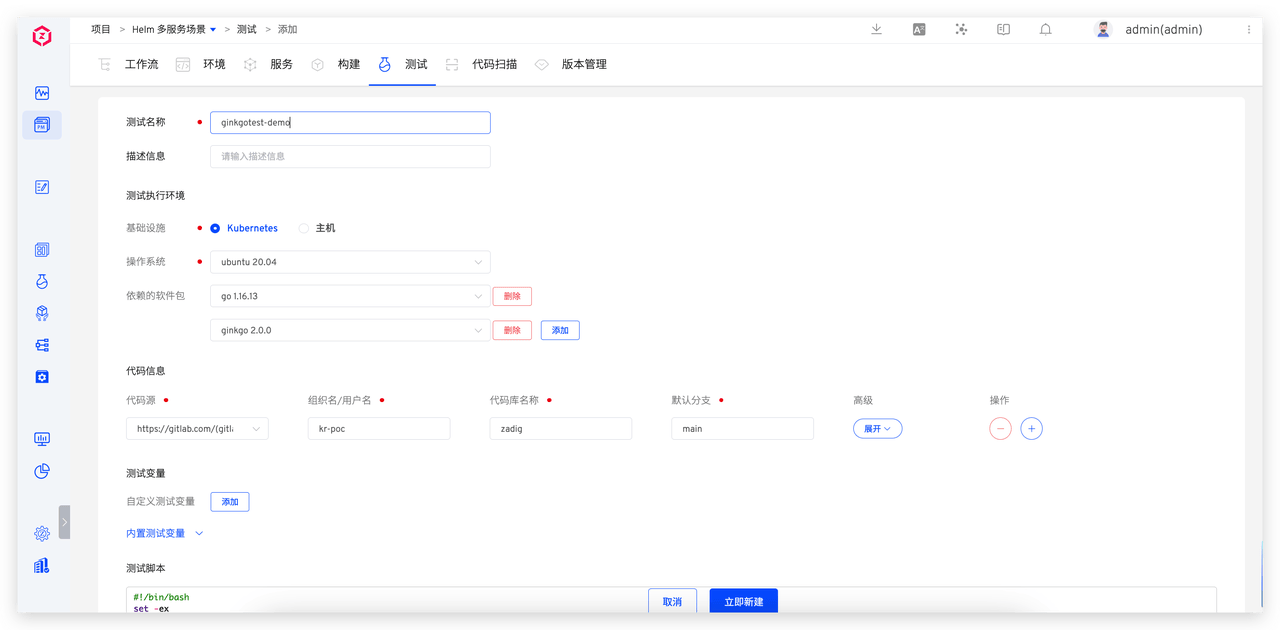 项目 > Helm 多服务场景 > 测试 > 添加
admin(admin)
工作流 环境 服务 构建 测试 代码扫描 版本管理
测试名称 ginkgotest-demo
描述信息 请输入描述信息
测试执行环境
基础设施 Kubernetes 主机
操作系统 ubuntu 20.04
依赖的软件包 go 1.16.13 删除
ginkgo 2.0.0 删除 添加
代码信息
代码源 组织名/用户名 代码库名称 默认分支 高级 操作
https://gitlab.com/(gitl kr-poc zadig main 展开
测试变量
自定义测试变量 添加
内置测试变量
测试脚本
#!/bin/bash
set -ex
取消 立即新建